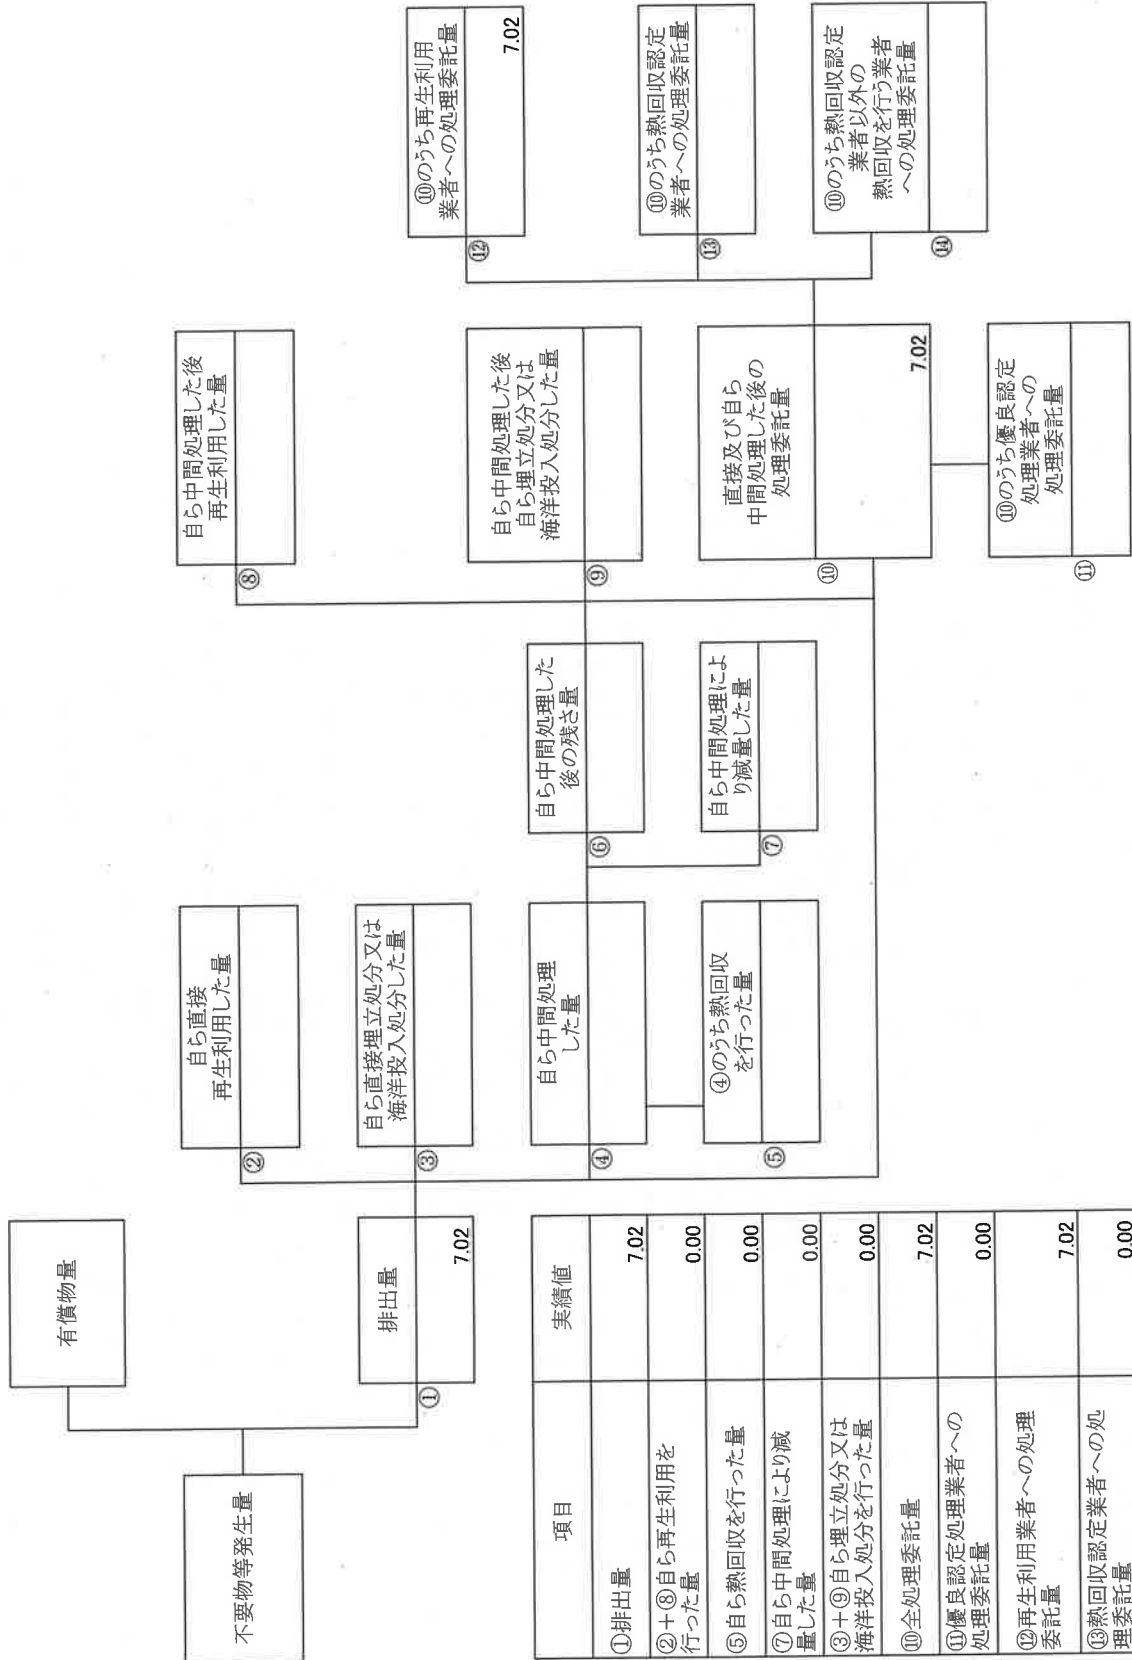 不要物等発生量
有償物量
排出量
①
7.02
自ら直接
再生利用した量
②
自ら直接埋立処分又は
海洋投入処分した量
③
自ら中間処理
した量
④
④のうち熱回収
を行った量
⑤
自ら中間処理した
後の残さ量
⑥
自ら中間処理によ
り減量した量
⑦
自ら中間処理した後
再生利用した量
⑧
自ら中間処理した後
自ら埋立処分又は
海洋投入処分した量
⑨
直接及び自ら
中間処理した後の
処理委託量
⑩
7.02
⑩のうち優良認定
処理業者への
処理委託量
⑪
⑩のうち再生利用
業者への処理委託量
⑫
7.02
⑩のうち熱回収認定
業者への処理委託量
⑬
⑩のうち熱回収認定
業者以外の
熱回収を行う業者
への処理委託量
⑭
項目 実績値
①排出量 7.02
②+⑧自ら再生利用を
行った量 0.00
⑤自ら熱回収を行った量 0.00
⑦自ら中間処理により減
量した量 0.00
③+⑨自ら埋立処分又は
海洋投入処分を行った量 0.00
⑩全処理委託量 7.02
⑪優良認定処理業者への
処理委託量 0.00
⑫再生利用業者への処理
委託量 7.02
⑬熱回収認定業者への処
理委託量 0.00